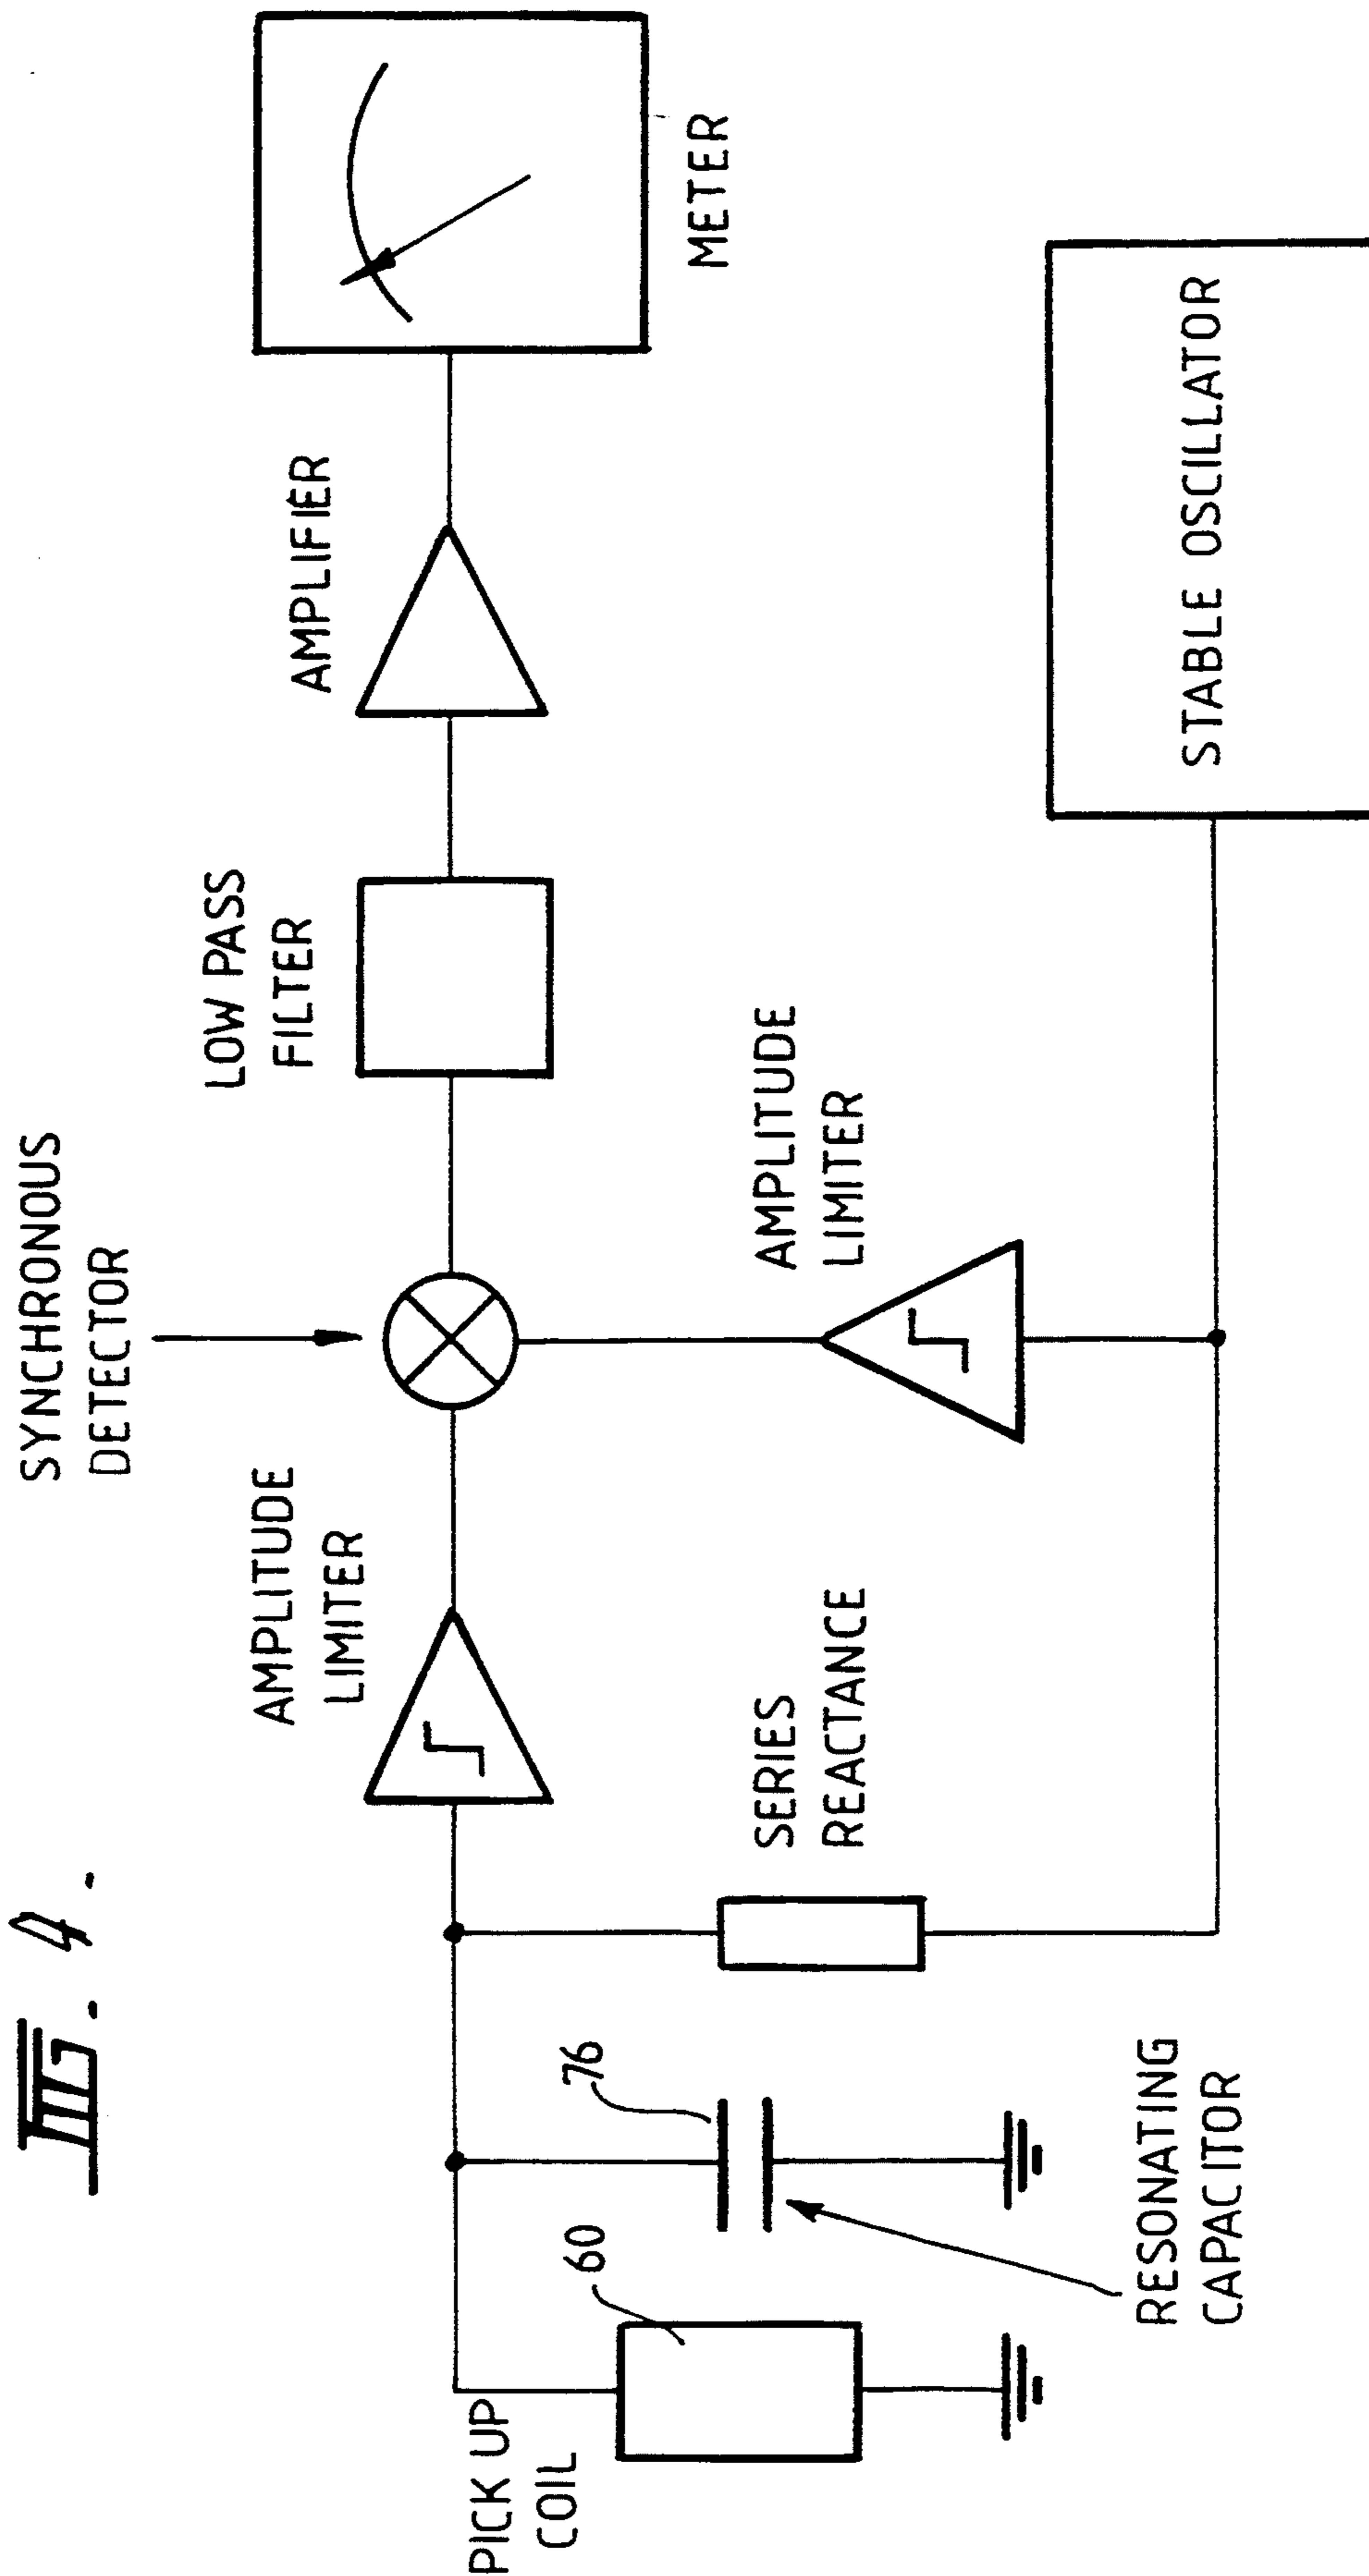 FIG. 4.
SYNCHRONOUS
DETECTOR
LOW PASS
FILTER
AMPLIFIER
METER
AMPLITUDE
LIMITER
AMPLITUDE
LIMITER
SERIES
REACTANCE
STABLE OSCILLATOR
PICK UP
COIL
60
76
RESONATING
CAPACITOR